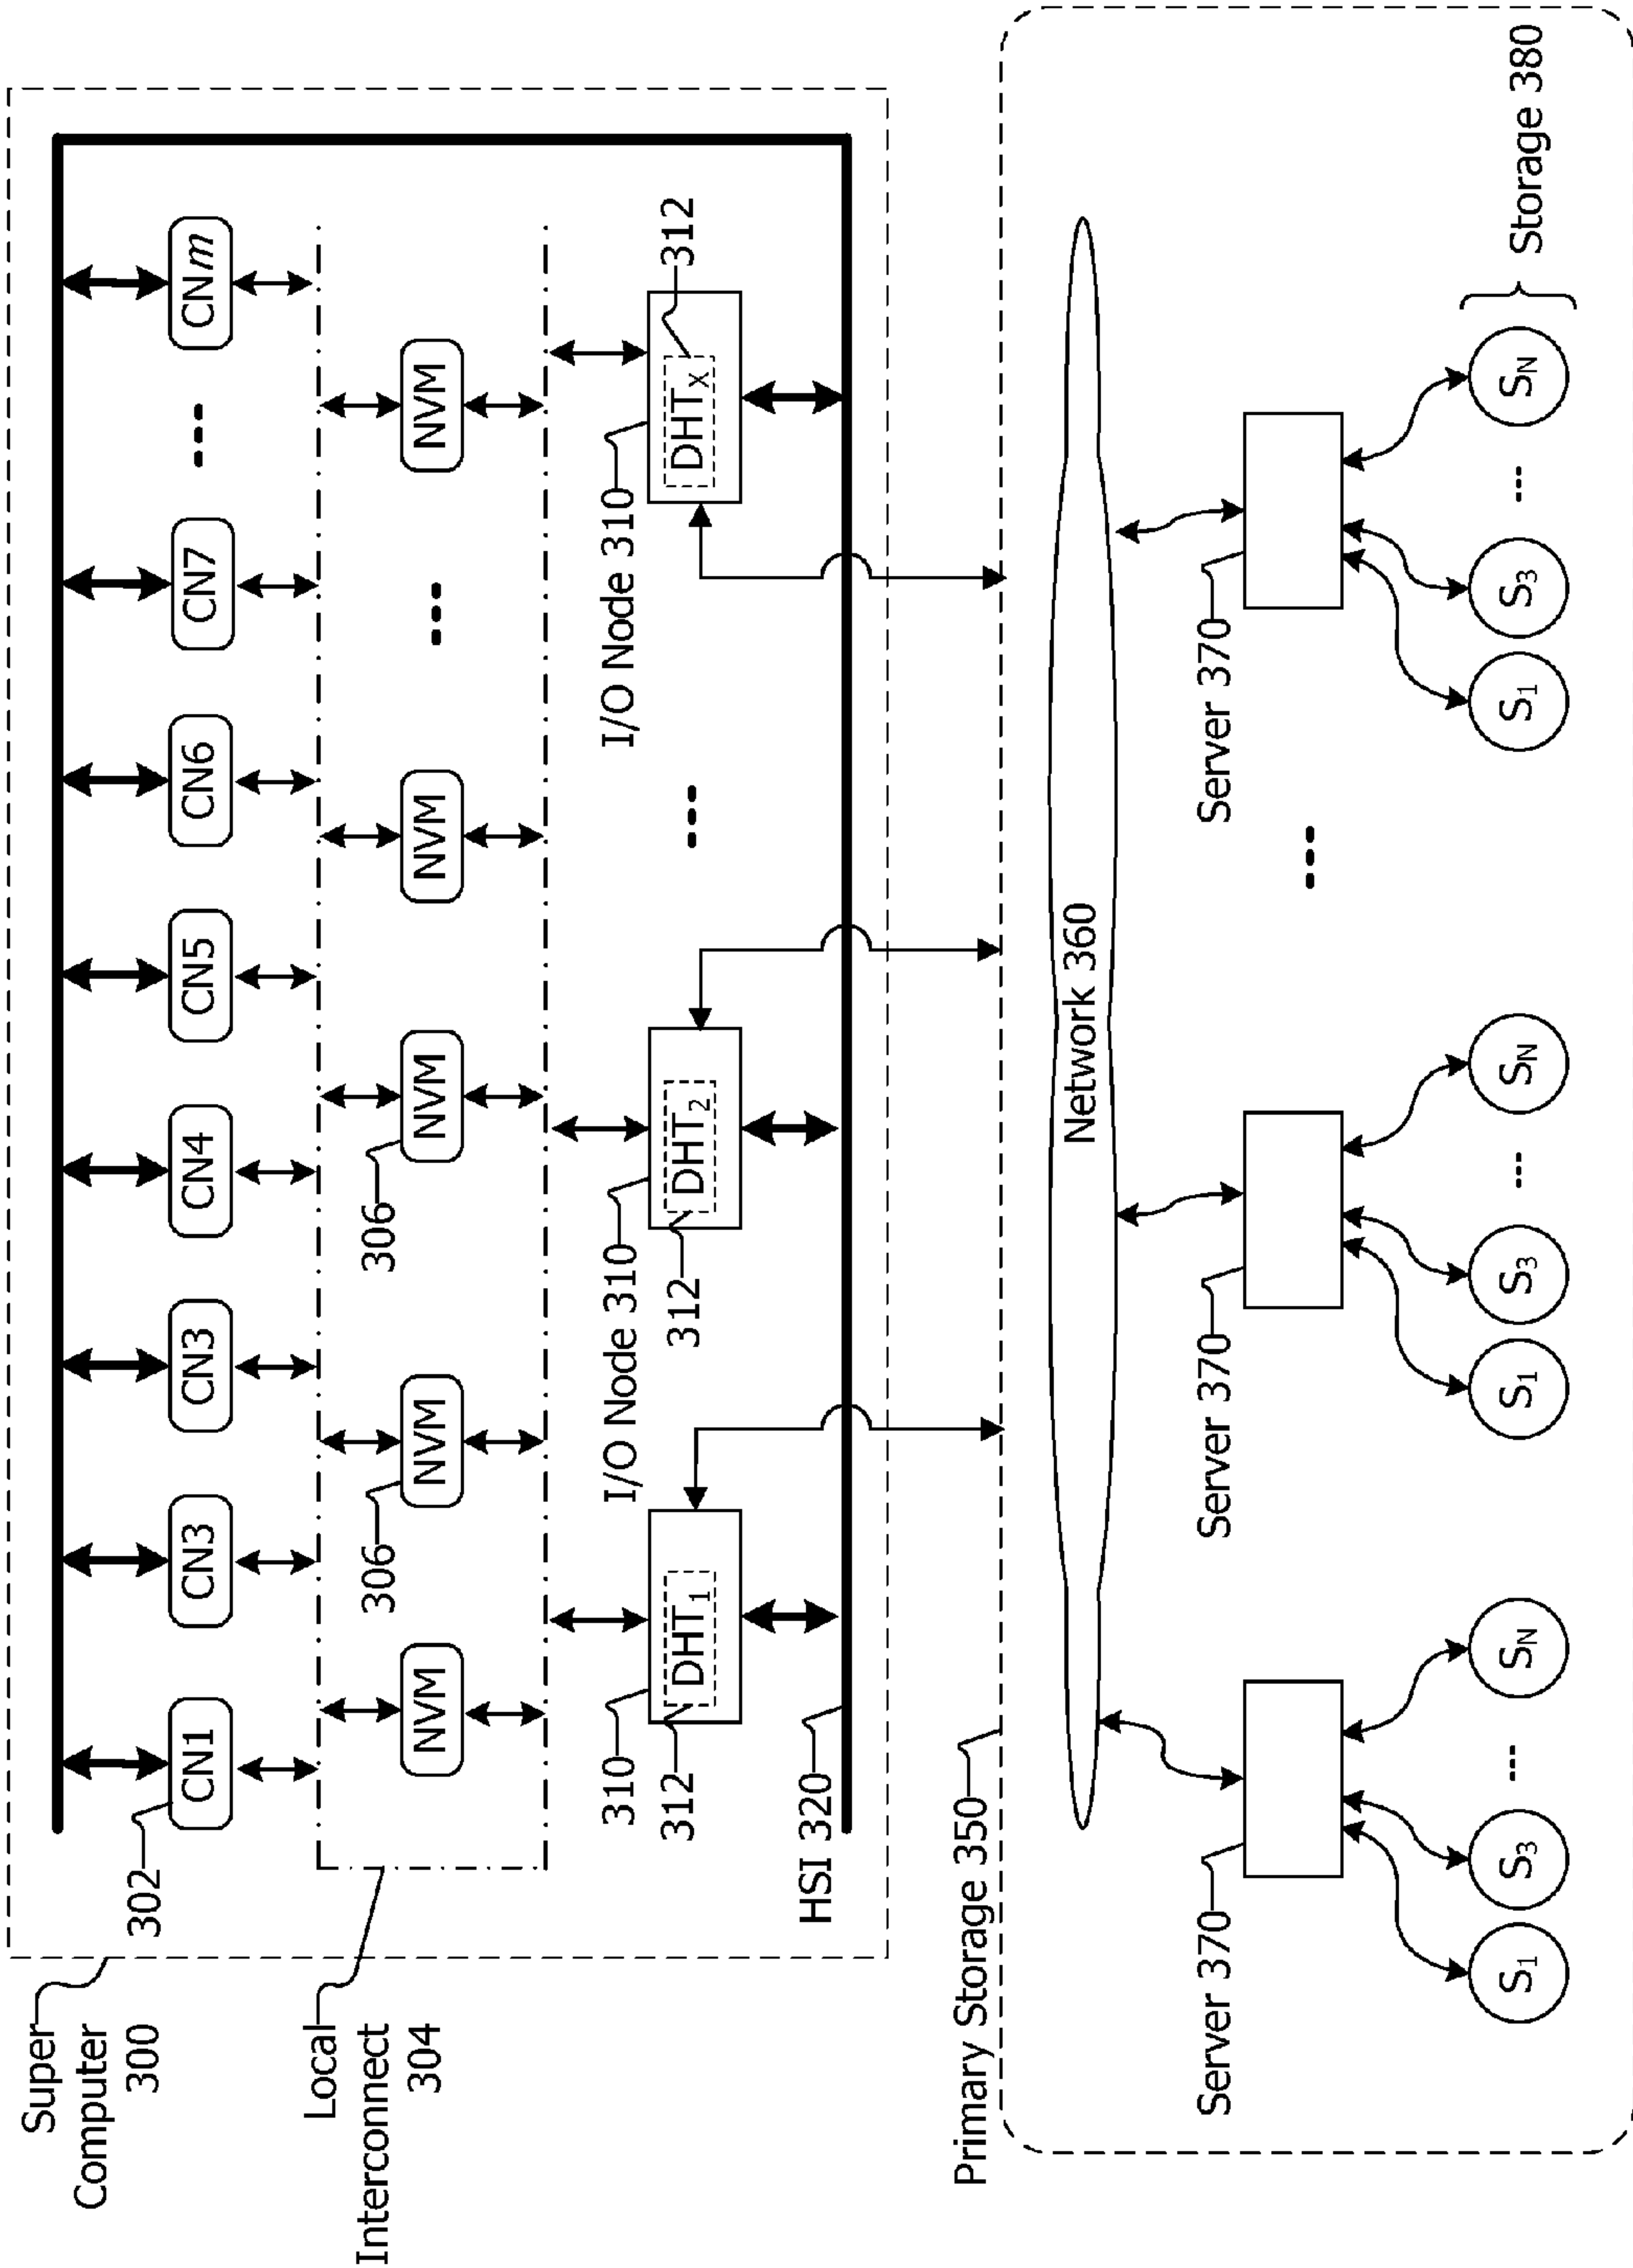 Super
Computer
300
302
CN1
CN3
CN3
CN4
CN5
CN6
CN7
---
CNm
Local
Interconnect
304
NVM
306
NVM
306
NVM
NVM
---
NVM
310
312
DHT1
I/O Node 310
312
DHT2
---
I/O Node 310
DHTX
312
HSI 320
Primary Storage 350
Network 360
Server 370
Server 370
---
Server 370
S1
S3
---
SN
S1
S3
---
SN
S1
S3
---
SN
Storage 380